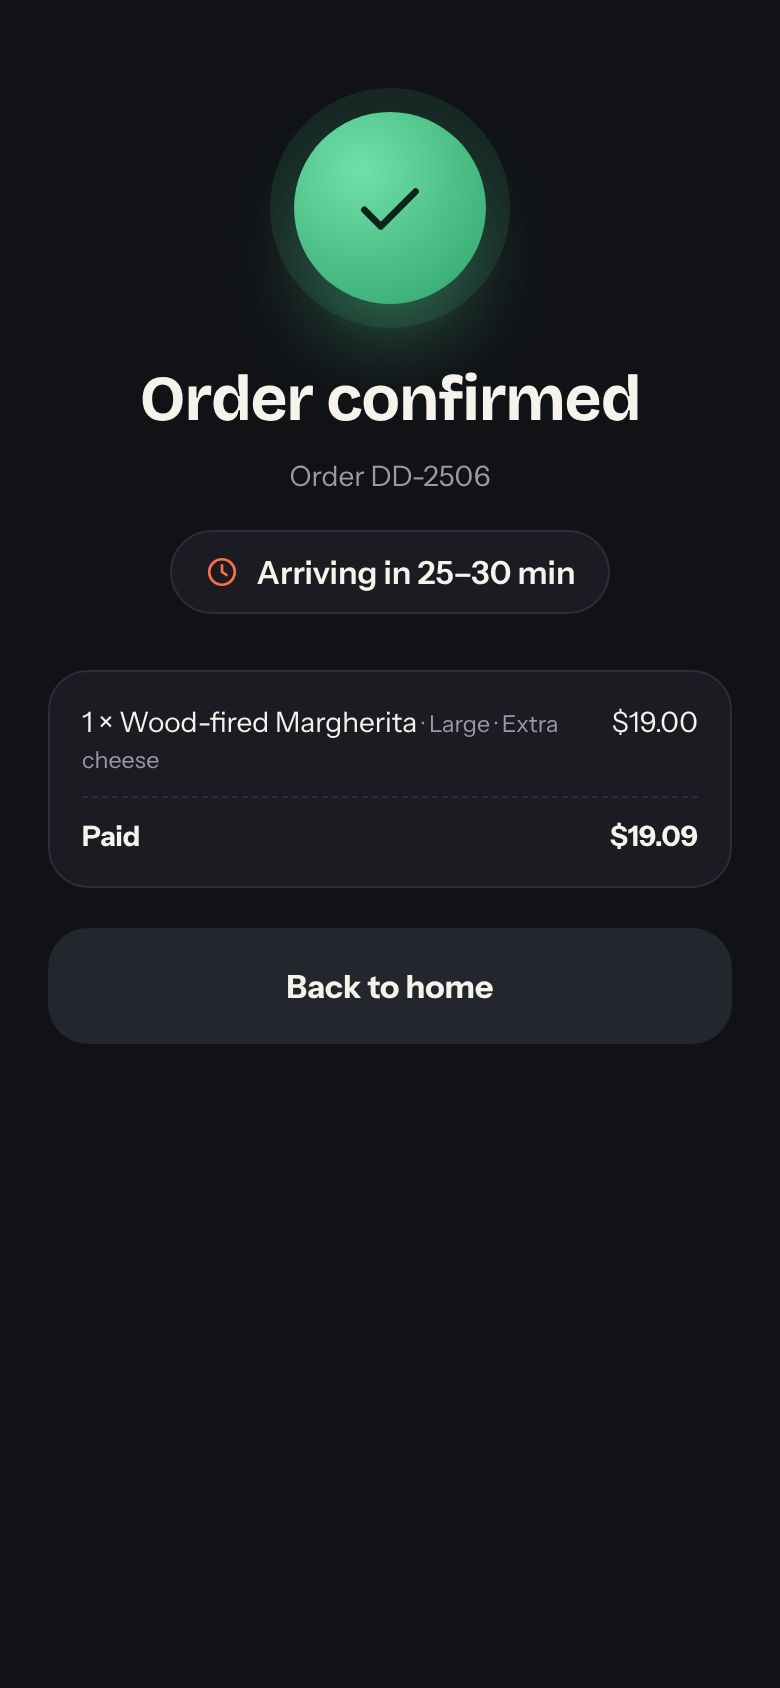 Order confirmed
Order DD-2506
Arriving in 25–30 min
1 × Wood-fired Margherita · Large · Extra $19.00
cheese
Paid $19.09
Back to home